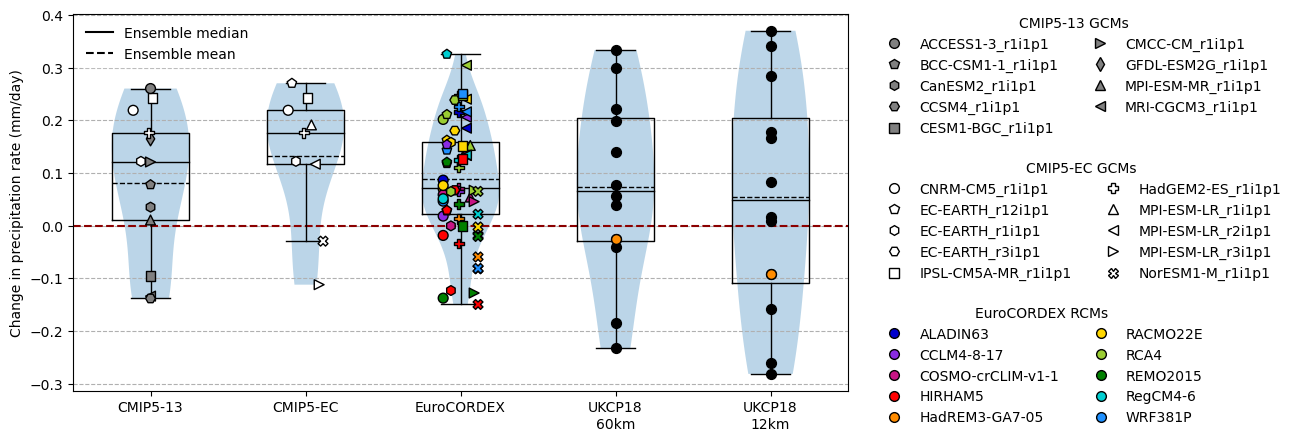 Change in precipitation rate (mm/day)
0.4
0.3
0.2
0.1
0.0
−0.1
−0.2
−0.3
Ensemble median
Ensemble mean
CMIP5-13
CMIP5-EC
EuroCORDEX
UKCP18
60km
UKCP18
12km
CMIP5-13 GCMs
ACCESS1-3_r1i1p1
BCC-CSM1-1_r1i1p1
CanESM2_r1i1p1
CCSM4_r1i1p1
CESM1-BGC_r1i1p1
CMCC-CM_r1i1p1
GFDL-ESM2G_r1i1p1
MPI-ESM-MR_r1i1p1
MRI-CGCM3_r1i1p1
CMIP5-EC GCMs
CNRM-CM5_r1i1p1
EC-EARTH_r12i1p1
EC-EARTH_r1i1p1
EC-EARTH_r3i1p1
IPSL-CM5A-MR_r1i1p1
HadGEM2-ES_r1i1p1
MPI-ESM-LR_r1i1p1
MPI-ESM-LR_r2i1p1
MPI-ESM-LR_r3i1p1
NorESM1-M_r1i1p1
EuroCORDEX RCMs
ALADIN63
CCLM4-8-17
COSMO-crCLIM-v1-1
HIRHAM5
HadREM3-GA7-05
RACMO22E
RCA4
REMO2015
RegCM4-6
WRF381P